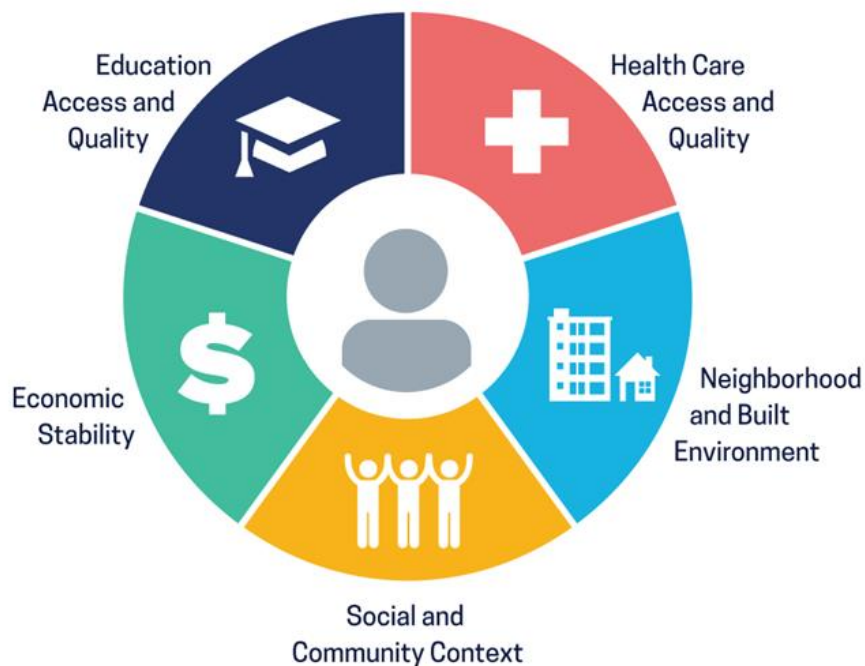 Education
Access and
Quality
Health Care
Access and
Quality
Economic
Stability
Neighborhood
and Built
Environment
Social and
Community Context